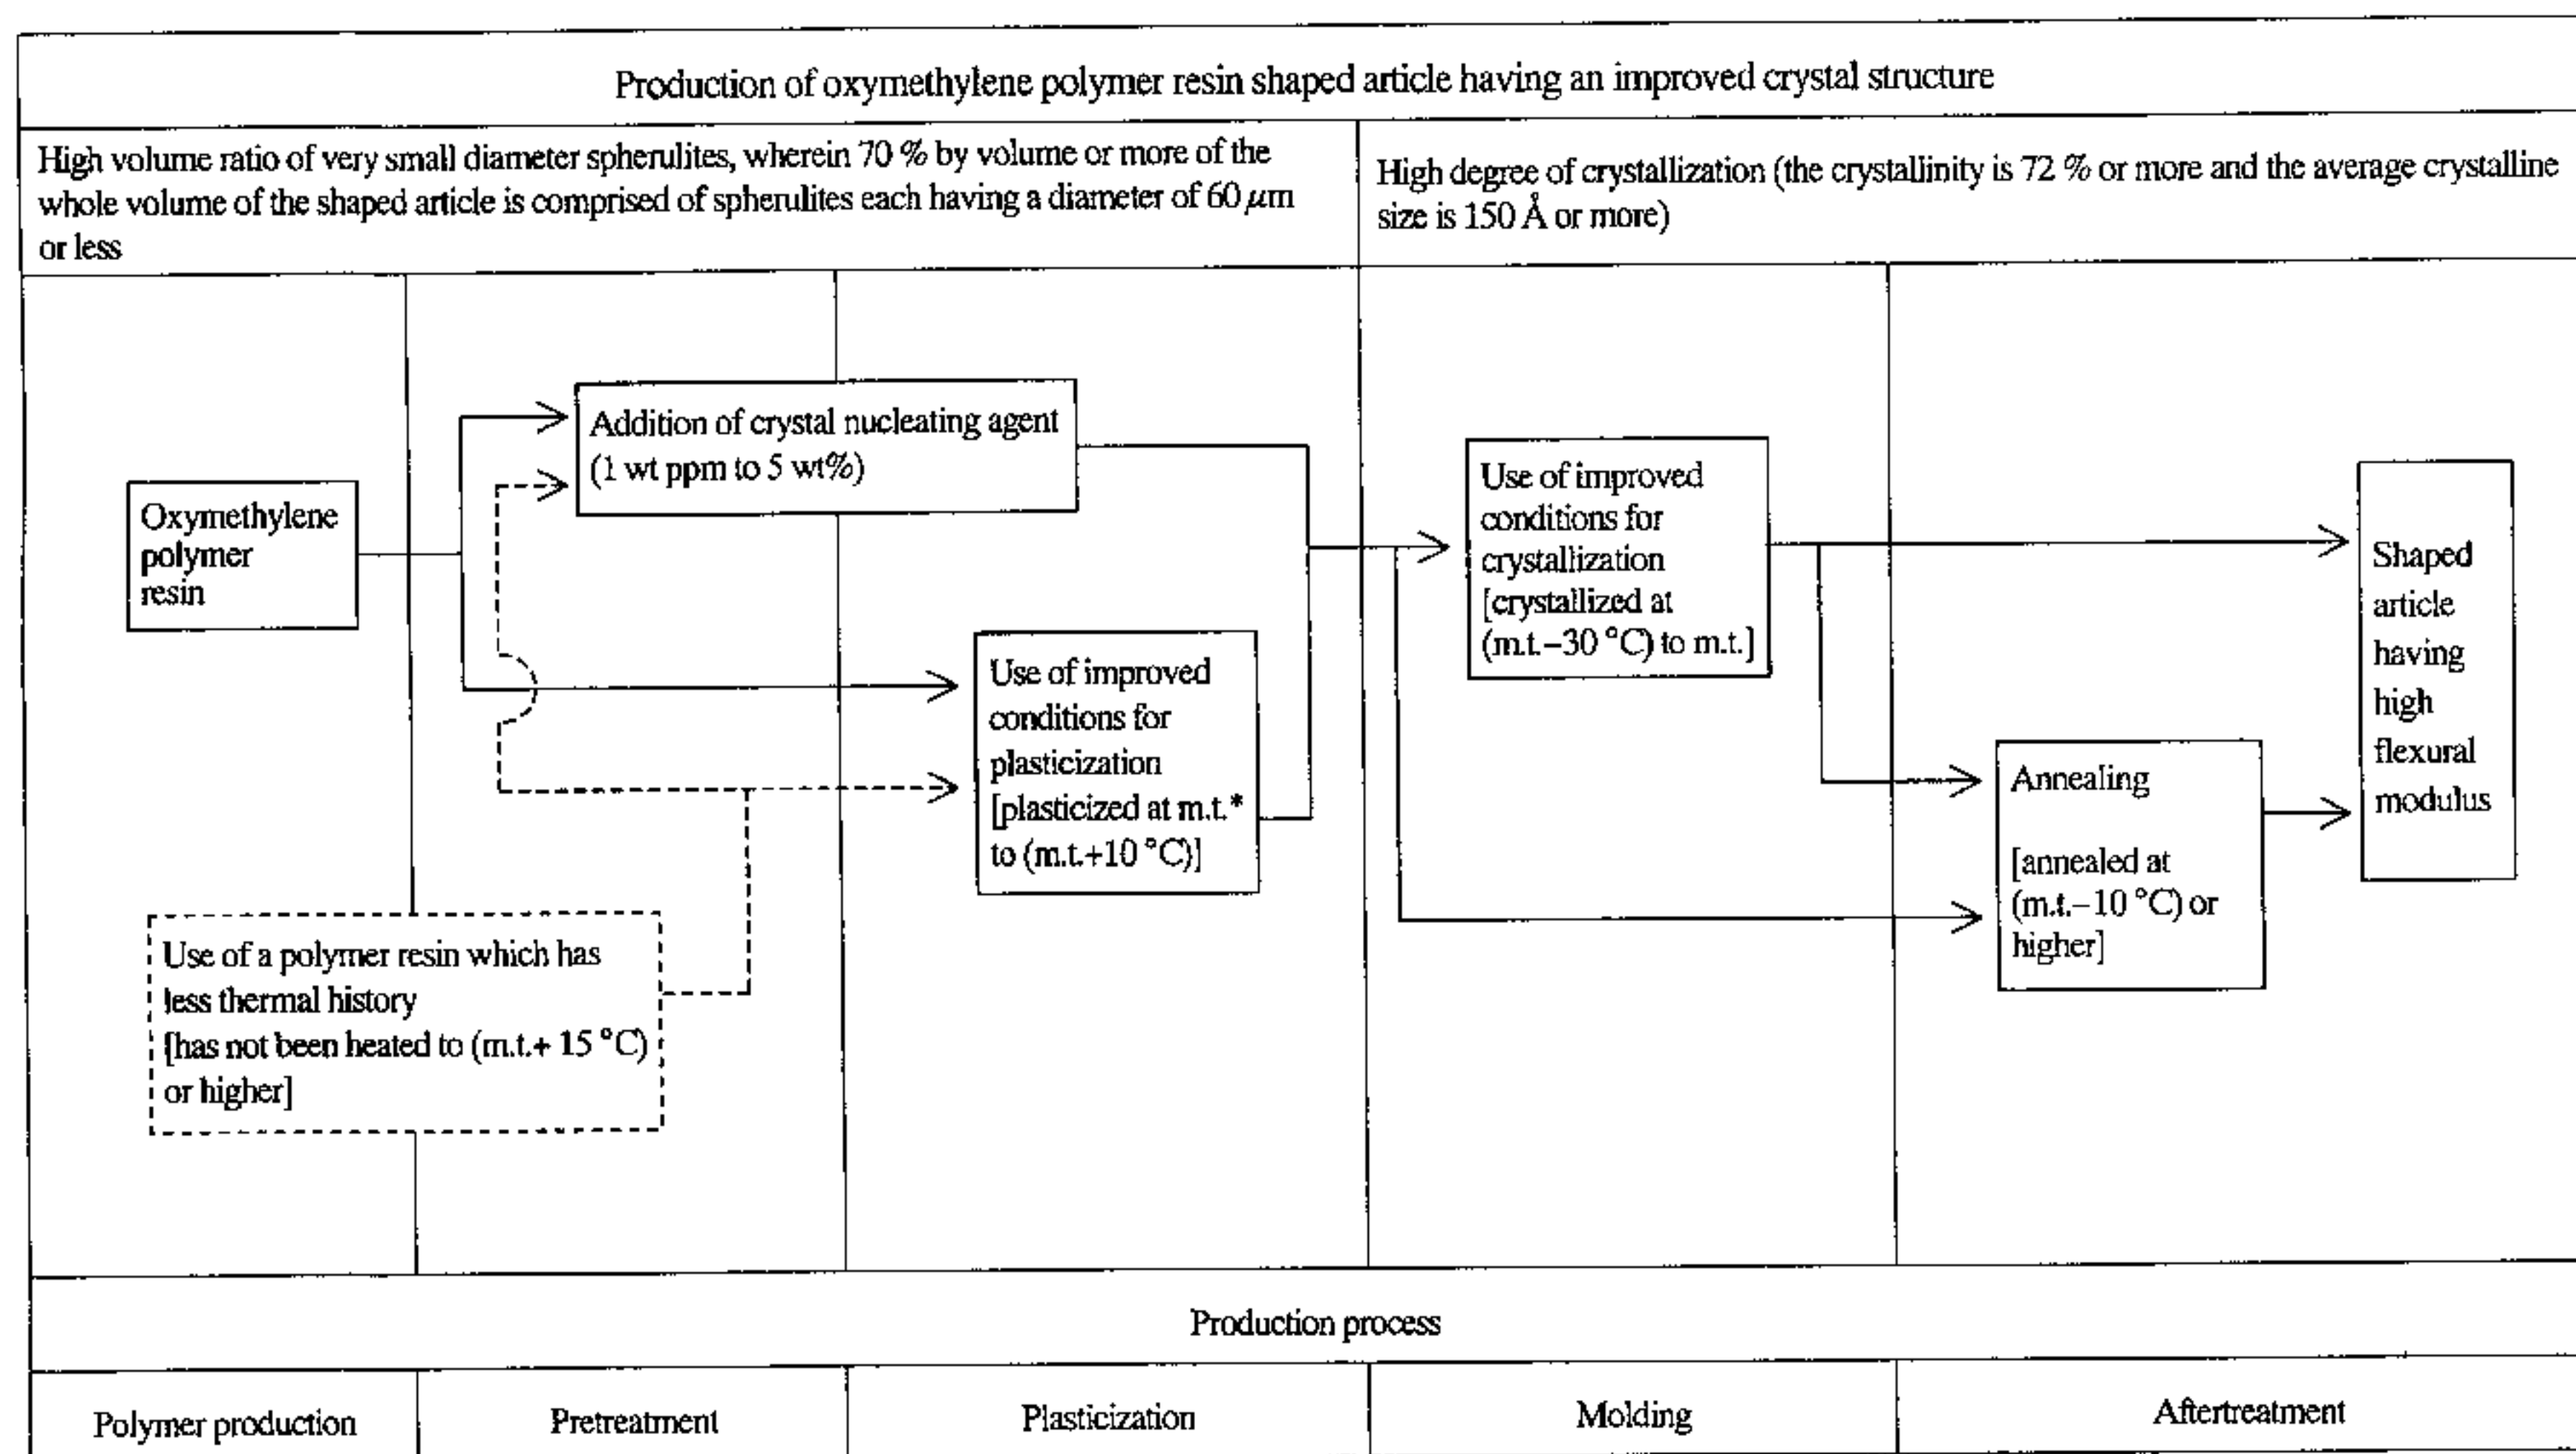 Production of oxymethylene polymer resin shaped article having an improved crystal structure
High volume ratio of very small diameter spherulites, wherein 70 % by volume or more of the
whole volume of the shaped article is comprised of spherulites each having a diameter of 60 μm
or less
High degree of crystallization (the crystallinity is 72 % or more and the average crystalline
size is 150 Å or more)
Oxymethylene
polymer
resin
Addition of crystal nucleating agent
(1 wt ppm to 5 wt%)
Use of improved
conditions for
plasticization
[plasticized at m.t.*
to (m.t.+10 °C)]
Use of a polymer resin which has
less thermal history
[has not been heated to (m.t.+ 15 °C)
or higher]
Use of improved
conditions for
crystallization
[crystallized at
(m.t.–30 °C) to m.t.]
Annealing
[annealed at
(m.t.–10 °C) or
higher]
Shaped
article
having
high
flexural
modulus
Production process
Polymer production
Pretreatment
Plasticization
Molding
Aftertreatment